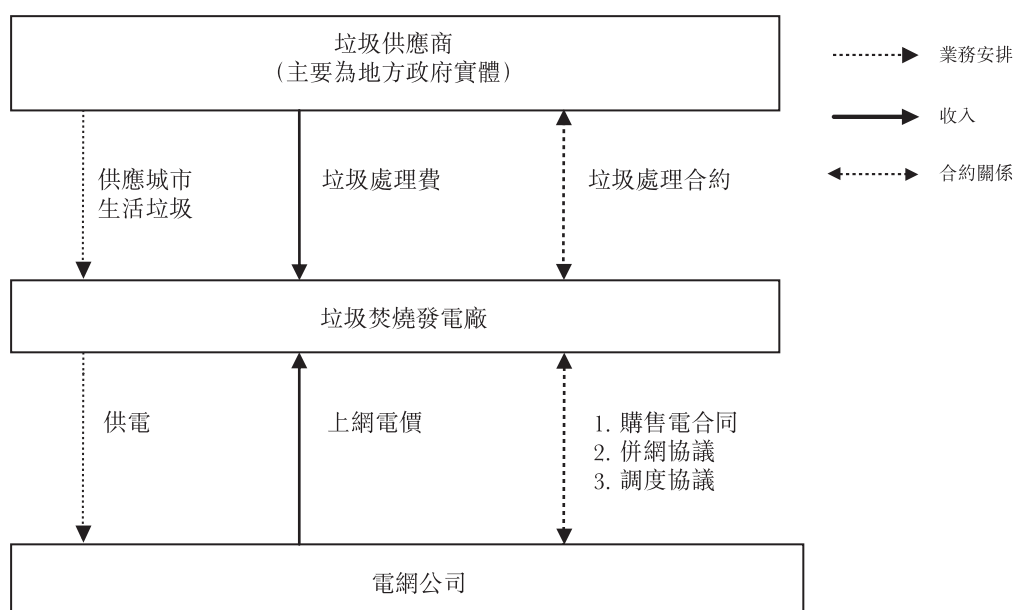 垃圾供應商
(主要為地方政府實體)
業務安排
收入
合約關係
供應城市
生活垃圾
垃圾處理費
垃圾處理合約
垃圾焚燒發電廠
供電
上網電價
1. 購售電合同
2. 併網協議
3. 調度協議
電網公司